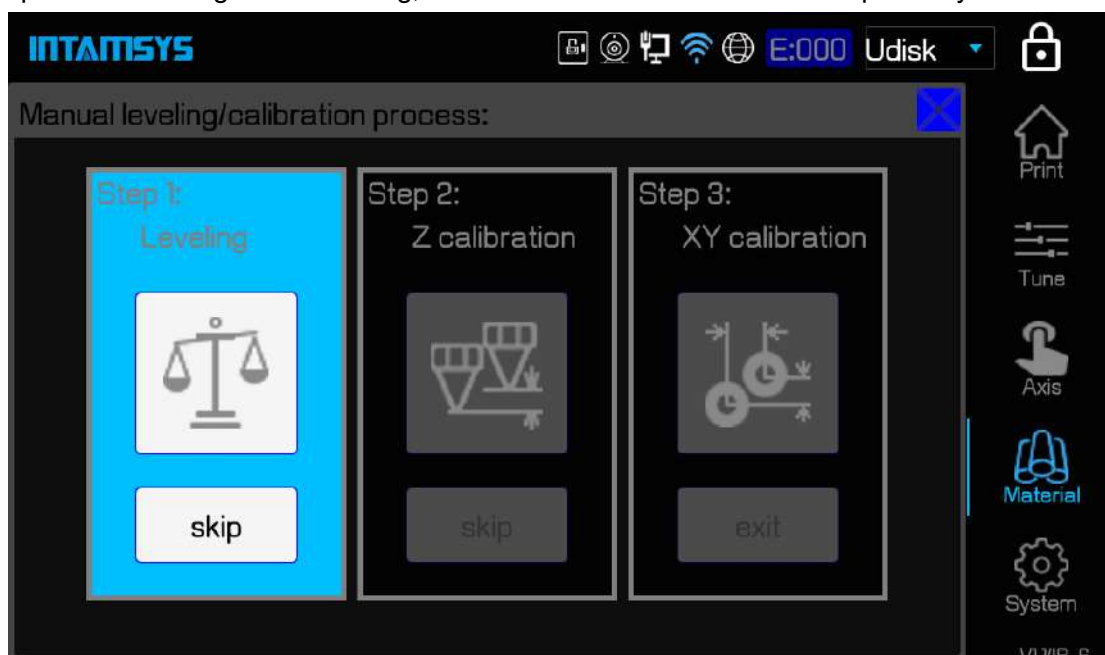 INTAMSYS
E:000 Udisk
Manual leveling/calibration process:
Step 1:
Leveling
skip
Step 2:
Z calibration
skip
Step 3:
XY calibration
exit
Print
Tune
Axis
Material
System